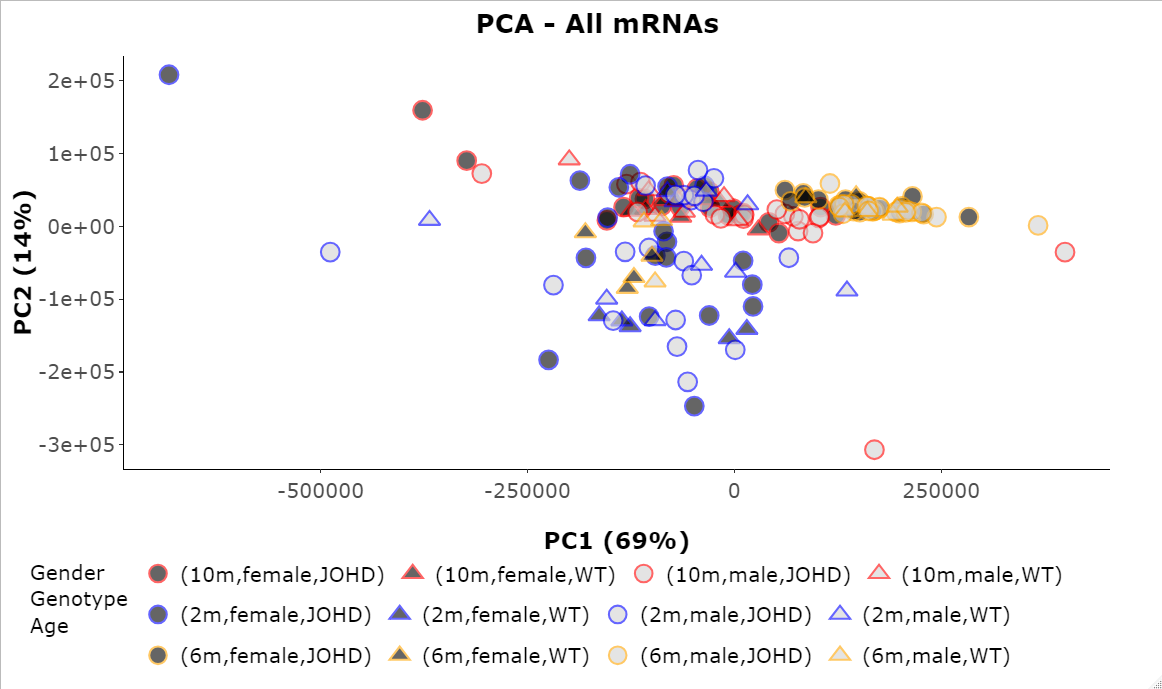 PCA - All mRNAs
2e+05
1e+05
0e+00
-1e+05
-2e+05
-3e+05
PC2 (14%)
-500000 -250000 0 250000
PC1 (69%)
Gender
Genotype
Age
(10m,female,JOHD) (10m,female,WT) (10m,male,JOHD) (10m,male,WT)
(2m,female,JOHD) (2m,female,WT) (2m,male,JOHD) (2m,male,WT)
(6m,female,JOHD) (6m,female,WT) (6m,male,JOHD) (6m,male,WT)